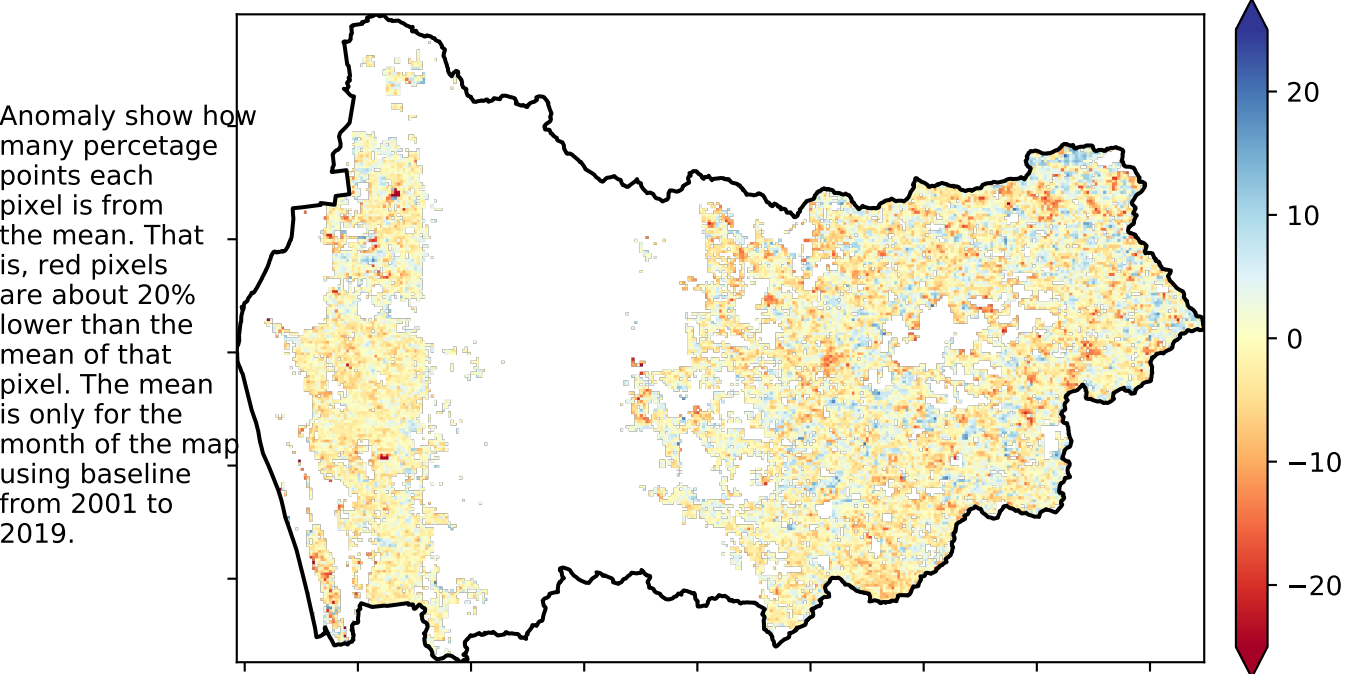 Anomaly show how
many percetage
points each
pixel is from
the mean. That
is, red pixels
are about 20%
lower than the
mean of that
pixel. The mean
is only for the
month of the map
using baseline
from 2001 to
2019.
20
10
0
−10
−20